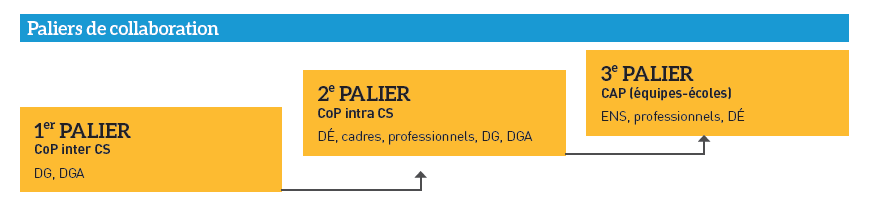 Paliers de collaboration
1er PALIER
CoP inter CS
DG, DGA
2e PALIER
CoP intra CS
DÉ, cadres, professionnels, DG, DGA
3e PALIER
CAP (équipes-écoles)
ENS, professionnels, DÉ